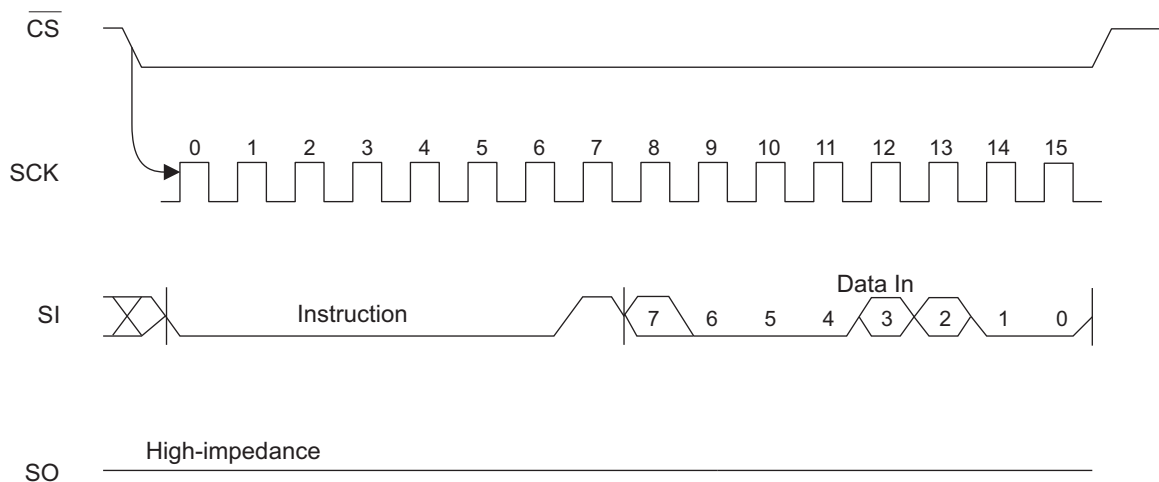 CS
SCK
0 1 2 3 4 5 6 7 8 9 10 11 12 13 14 15
Data In
SI
Instruction
7 6 5 4 3 2 1 0
High-impedance
SO